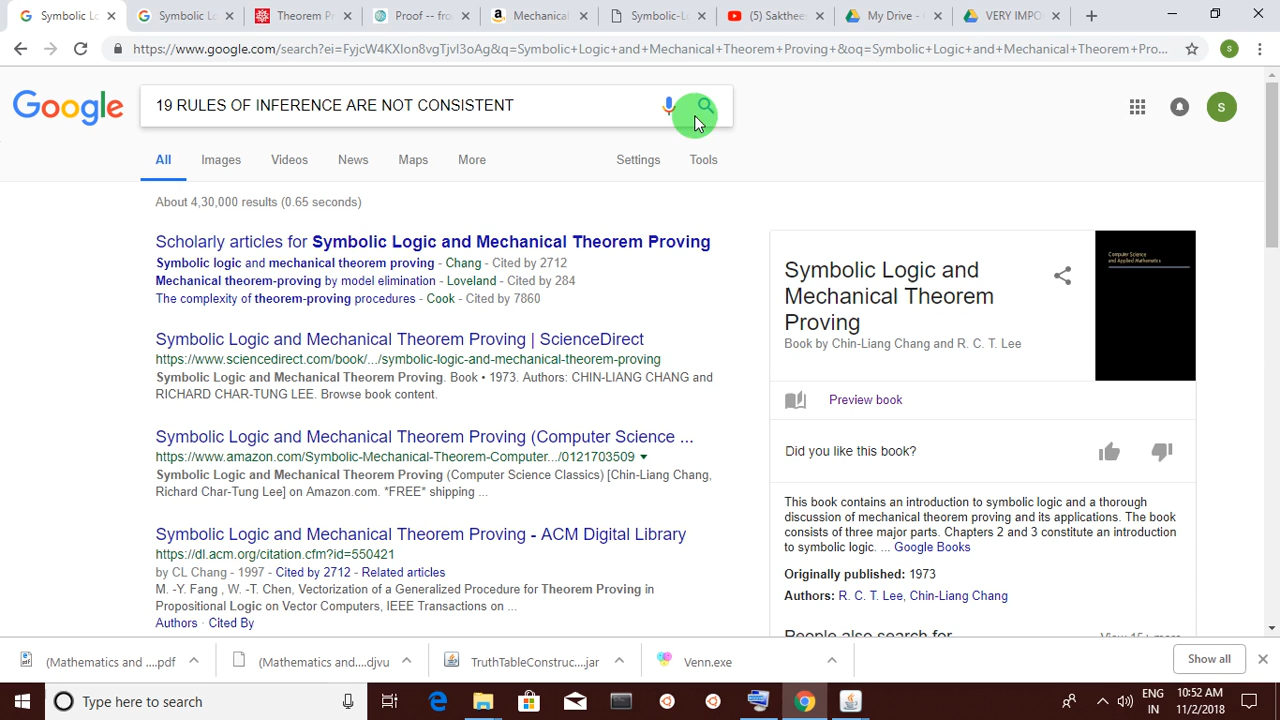 Symbolic Lo
Symbolic Lo
Theorem Pr
Proof -- fro
Mechanical
Symbolic-L
(5) Sakthee
My Drive -
VERY IMPO
https://www.google.com/search?ei=FyjcW4KXIon8vgTjvI3oAg&q=Symbolic+Logic+and+Mechanical+Theorem+Proving+&oq=Symbolic+Logic+and+Mechanical+Theorem+Pro...
S
Google
19 RULES OF INFERENCE ARE NOT CONSISTENT
S
All Images Videos News Maps More Settings Tools
About 4,30,000 results (0.65 seconds)
Scholarly articles for Symbolic Logic and Mechanical Theorem Proving
Symbolic logic and mechanical theorem proving - Chang - Cited by 2712
Mechanical theorem-proving by model elimination - Loveland - Cited by 284
The complexity of theorem-proving procedures - Cook - Cited by 7860
Symbolic Logic and Mechanical Theorem Proving | ScienceDirect
https://www.sciencedirect.com/book/.../symbolic-logic-and-mechanical-theorem-proving
Symbolic Logic and Mechanical Theorem Proving. Book • 1973. Authors: CHIN-LIANG CHANG and
RICHARD CHAR-TUNG LEE. Browse book content.
Symbolic Logic and Mechanical Theorem Proving (Computer Science ...
https://www.amazon.com/Symbolic-Mechanical-Theorem-Computer.../0121703509
Symbolic Logic and Mechanical Theorem Proving (Computer Science Classics) [Chin-Liang Chang,
Richard Char-Tung Lee] on Amazon.com. *FREE* shipping ...
Symbolic Logic and Mechanical Theorem Proving - ACM Digital Library
https://dl.acm.org/citation.cfm?id=550421
by CL Chang - 1997 - Cited by 2712 - Related articles
M. -Y. Fang , W. -T. Chen, Vectorization of a Generalized Procedure for Theorem Proving in
Propositional Logic on Vector Computers, IEEE Transactions on ...
Authors · Cited By
Symbolic Logic and
Mechanical Theorem
Proving
Book by Chin-Liang Chang and R. C. T. Lee
Computer Science
and Applied Mathematics
Preview book
Did you like this book?
This book contains an introduction to symbolic logic and a thorough
discussion of mechanical theorem proving and its applications. The book
consists of three major parts. Chapters 2 and 3 constitute an introduction
to symbolic logic. ... Google Books
Originally published: 1973
Authors: R. C. T. Lee, Chin-Liang Chang
People also search for View 15+ more
(Mathematics and ....pdf
(Mathematics and....djvu
TruthTableConstruc....jar
Venn.exe
Show all
Type here to search
ENG
IN
10:52 AM
11/2/2018